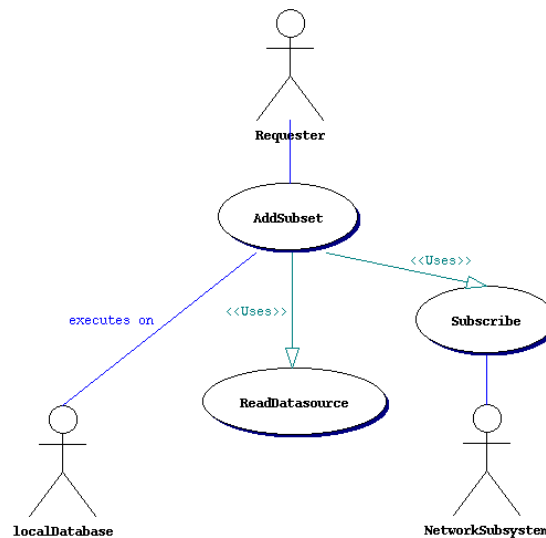 Requester
AddSubset
<<Uses>>
<<Uses>>
executes on
Subscribe
ReadDatasource
localDatabase
NetworkSubsystem